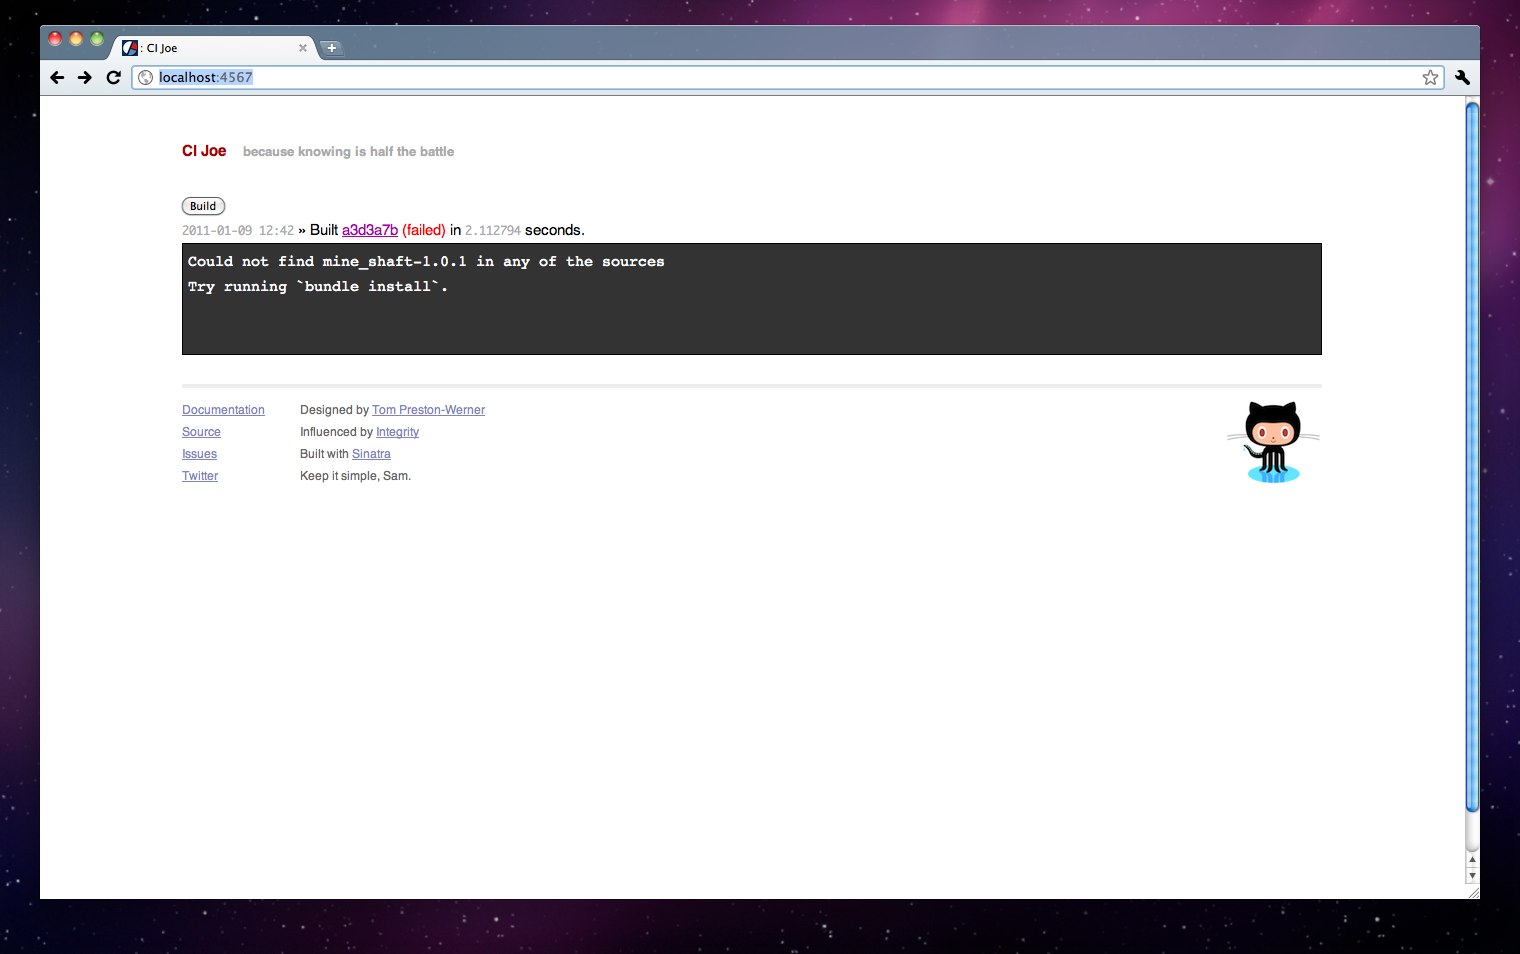 : CI Joe
localhost:4567
CI Joe because knowing is half the battle
Build
2011-01-09 12:42 » Built a3d3a7b (failed) in 2.112794 seconds.
Could not find mine_shaft-1.0.1 in any of the sources
Try running `bundle install`.
Documentation Designed by Tom Preston-Werner
Source Influenced by Integrity
Issues Built with Sinatra
Twitter Keep it simple, Sam.